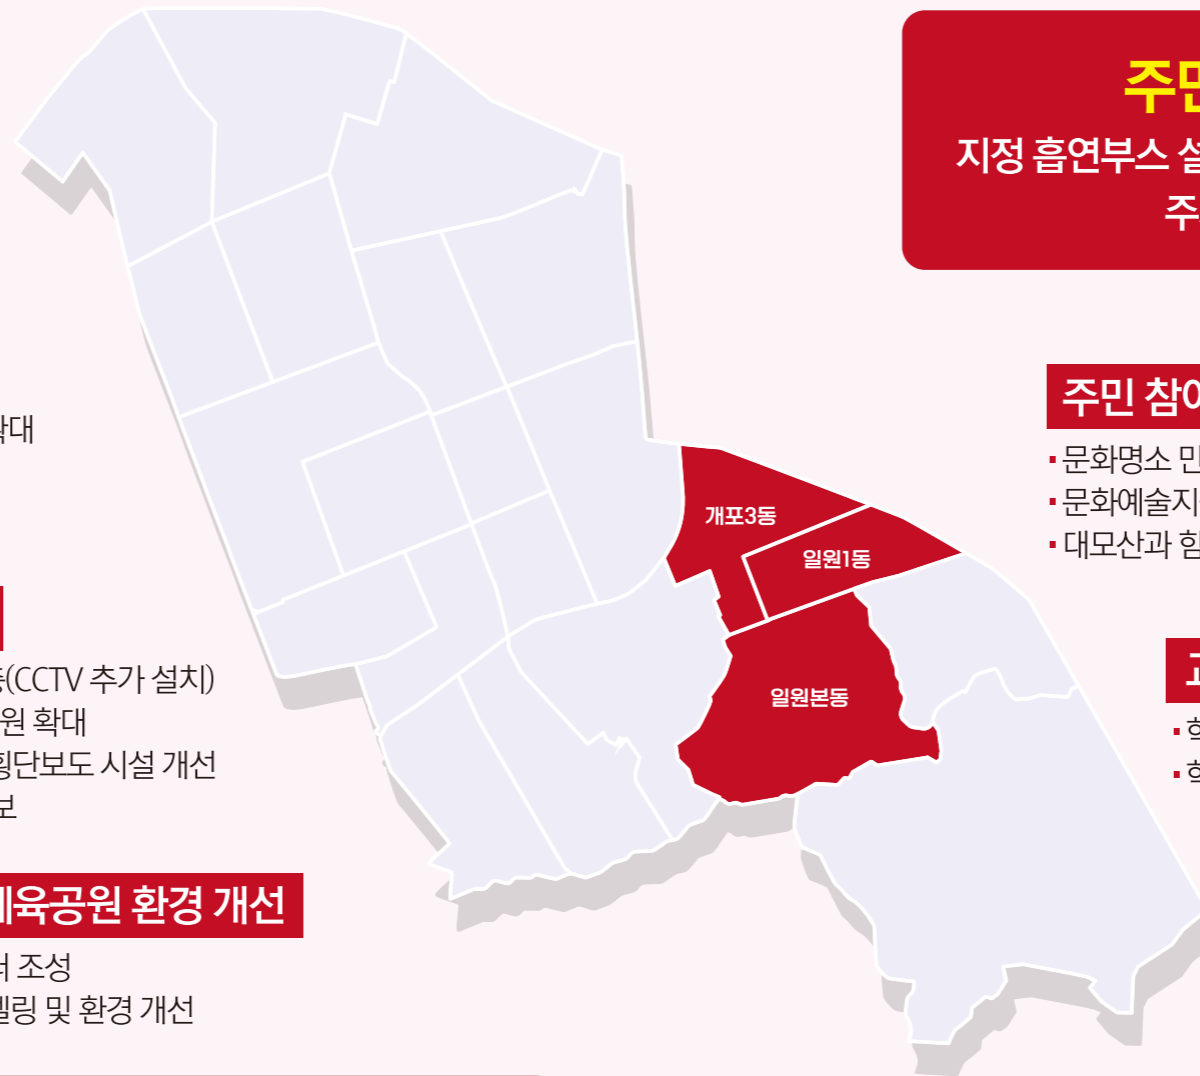 주민
지정 흡연부스 설
주
확대
(CCTV 추가 설치)
원 확대
횡단보도 시설 개선
보
체육공원 환경 개선
조성
델링 및 환경 개선
개포3동
일원1동
일원본동
주민 참여
▪ 문화명소 만
▪ 문화예술지
▪ 대모산과 함